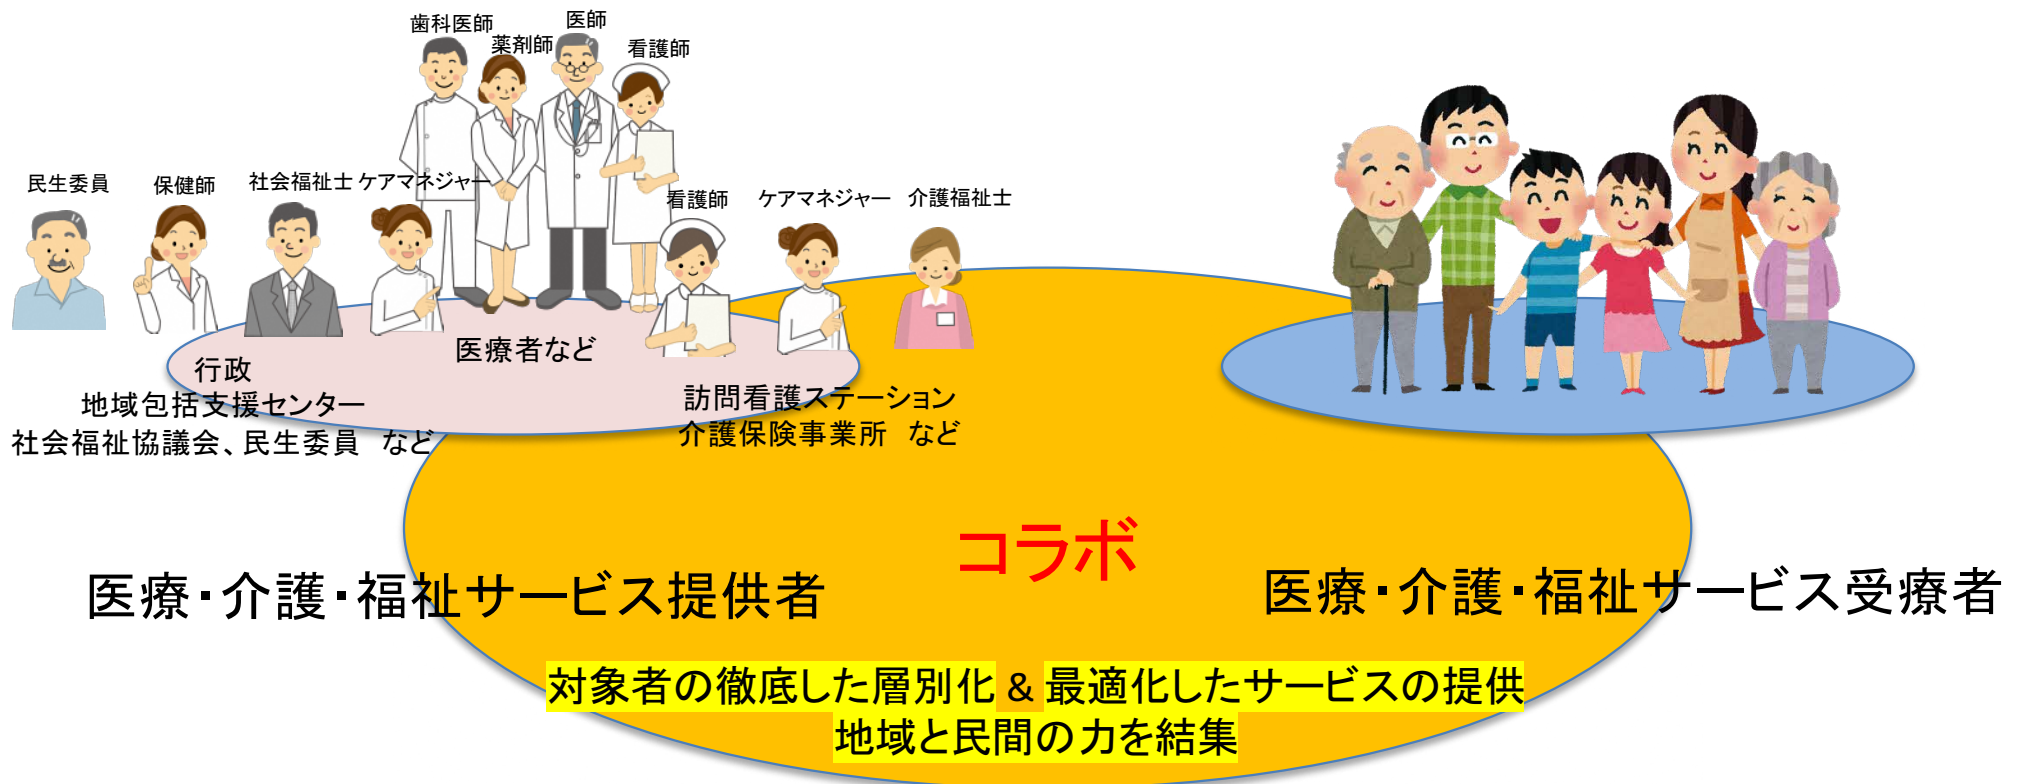 歯科医師
医師
薬剤師
看護師
民生委員
保健師
社会福祉士
ケアマネジャー
看護師
ケアマネジャー
介護福祉士
医療者など
行政
地域包括支援センター
社会福祉協議会、民生委員　など
訪問看護ステーション
介護保険事業所　など
コラボ
医療・介護・福祉サービス提供者
医療・介護・福祉サービス受療者
対象者の徹底した層別化 & 最適化したサービスの提供
地域と民間の力を結集